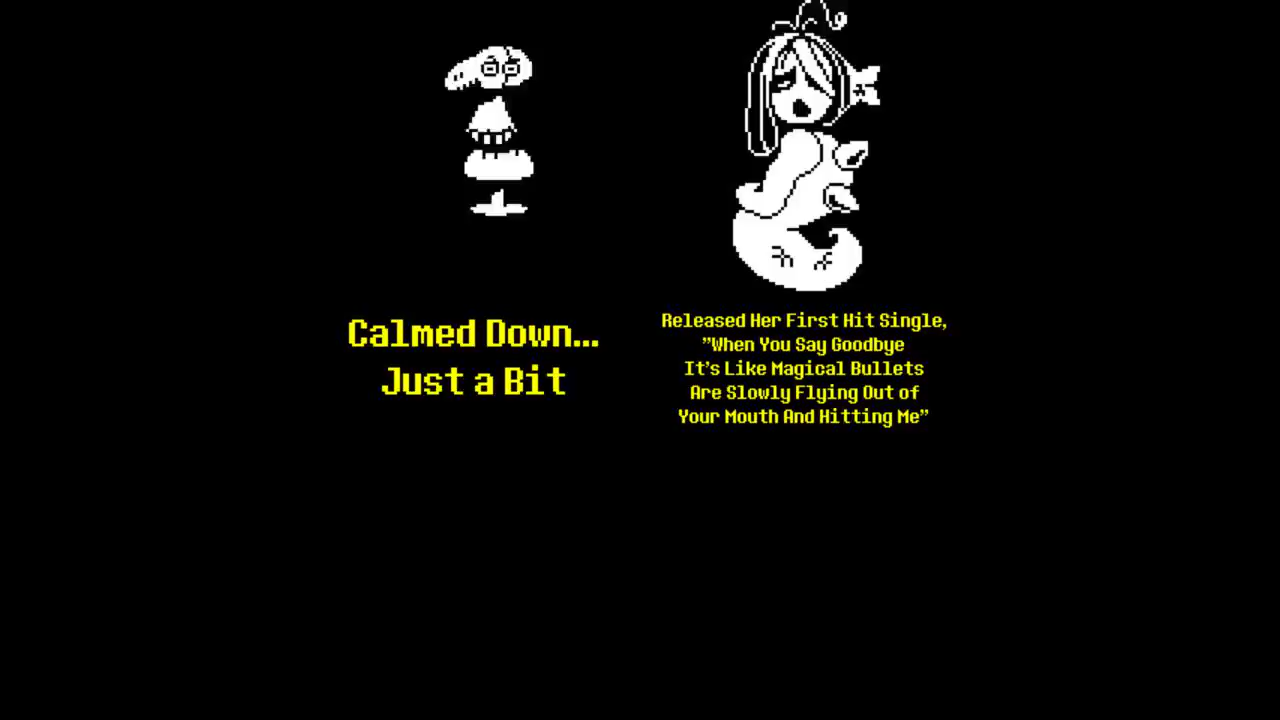 Calmed Down...
Just a Bit
Released Her First Hit Single,
”When You Say Goodbye
It’s Like Magical Bullets
Are Slowly Flying Out of
Your Mouth And Hitting Me”